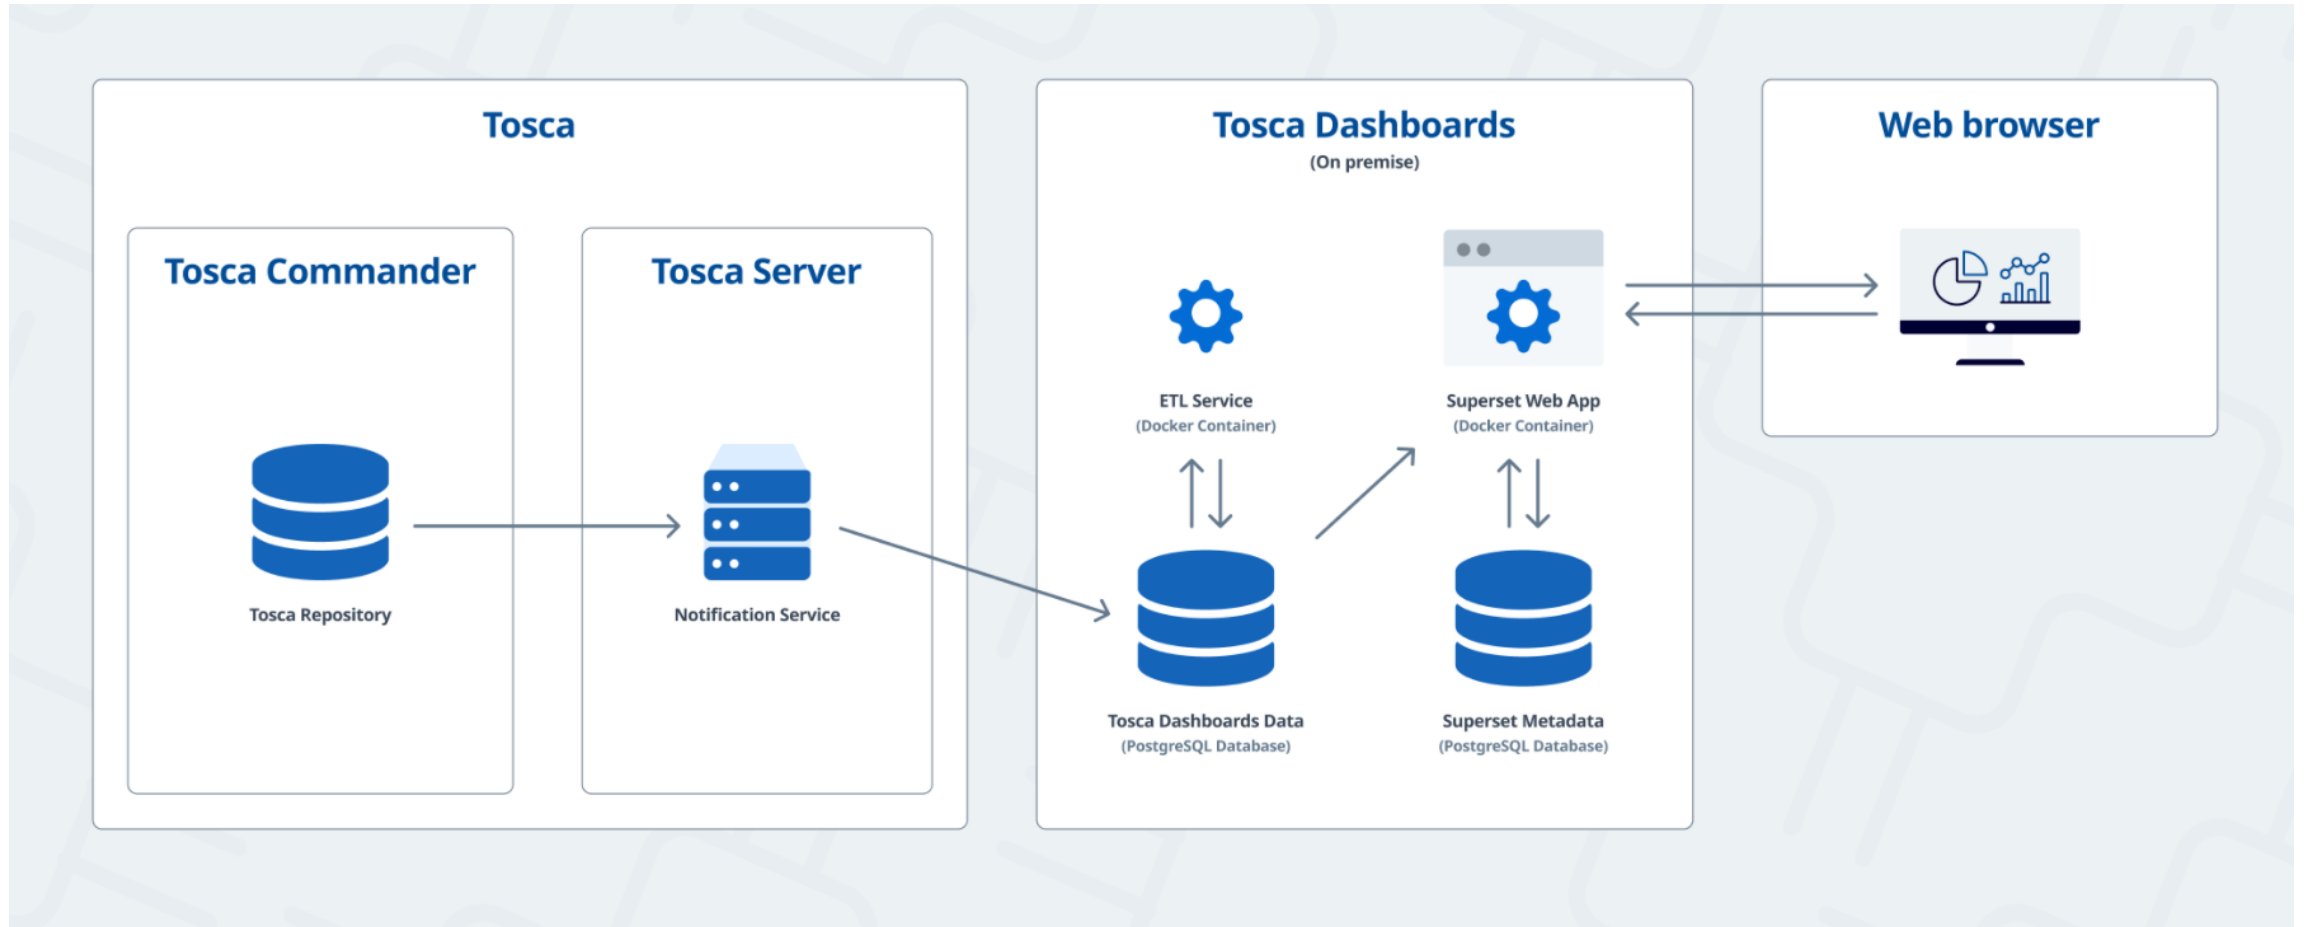 Tosca
Tosca Commander
Tosca Repository
Tosca Server
Notification Service
Tosca Dashboards
(On premise)
ETL Service
(Docker Container)
Superset Web App
(Docker Container)
Tosca Dashboards Data
(PostgreSQL Database)
Superset Metadata
(PostgreSQL Database)
Web browser